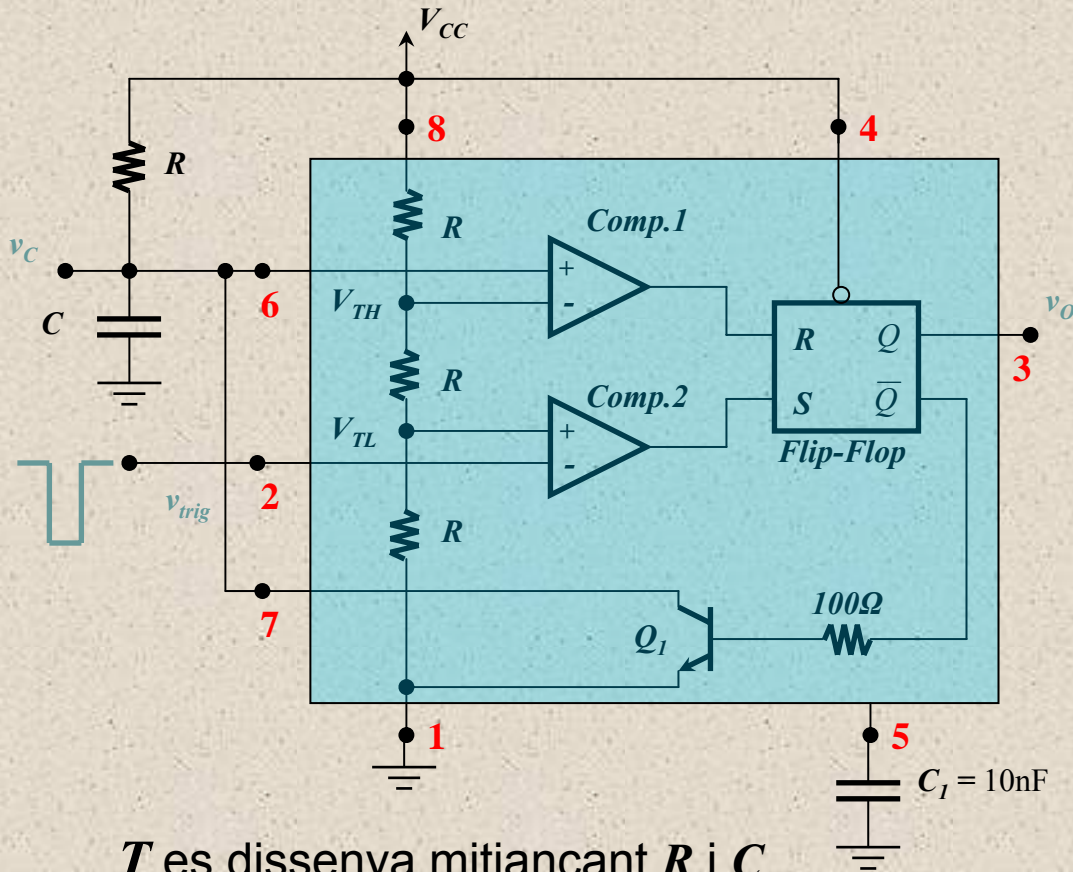 V_CC
8
4
R
R
Comp.1
v_C
6
+
-
V_TH
C
R
Q
v_O
3
R
Comp.2
S
Q̅
V_TL
+
-
Flip-Flop
2
v_trig
R
7
100Ω
Q_1
1
5
C_1 = 10nF
T es dissenya mitjançant R i C